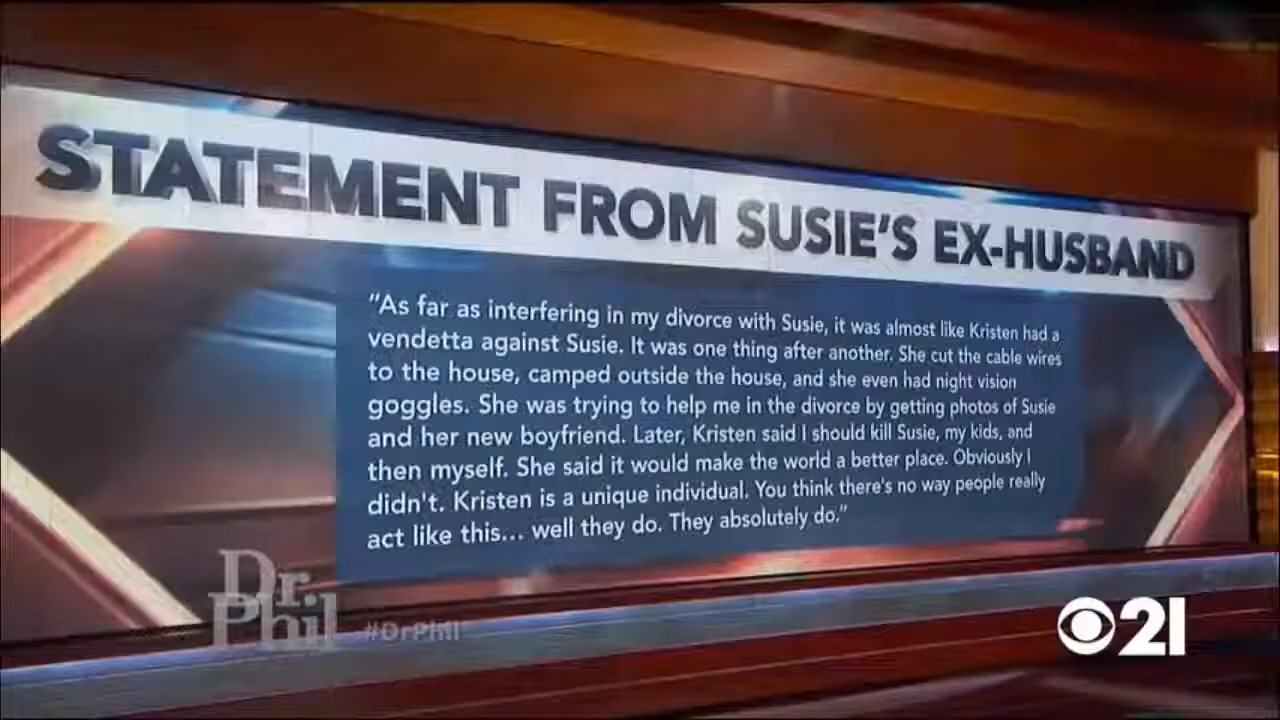 STATEMENT FROM SUSIE'S EX-HUSBAND
"As far as interfering in my divorce with Susie, it was almost like Kristen had a
vendetta against Susie. It was one thing after another. She cut the cable wires
to the house, camped outside the house, and she even had night vision
goggles. She was trying to help me in the divorce by getting photos of Susie
and her new boyfriend. Later, Kristen said I should kill Susie, my kids, and
then myself. She said it would make the world a better place. Obviously I
didn't. Kristen is a unique individual. You think there's no way people really
act like this... well they do. They absolutely do."
Dr.
Phil #DrPhil
21